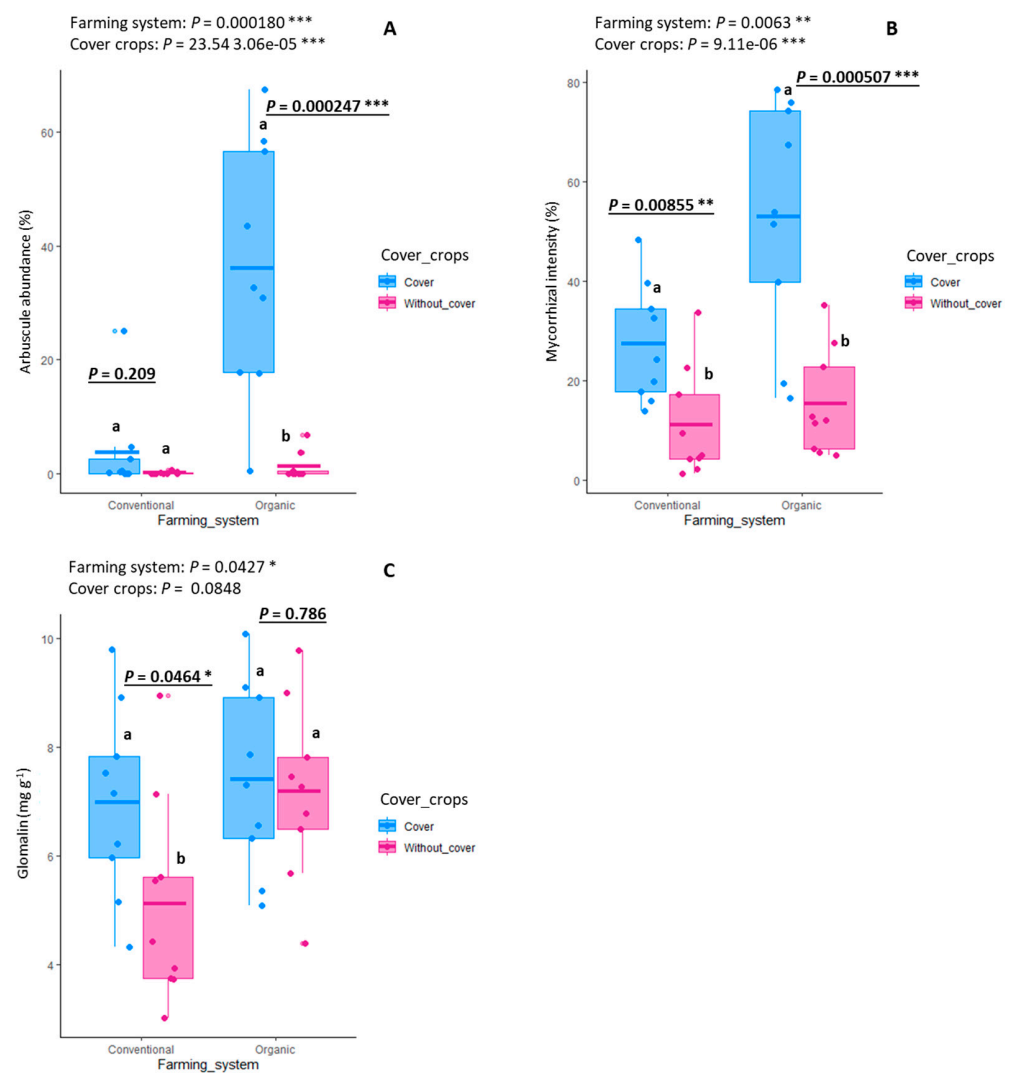 Farming system: P = 0.000180 ***
Cover crops: P = 23.54 3.06e-05 ***
A
P = 0.000247 ***
a
60
40
20
0
Arbuscule abundance (%)
P = 0.209
a
a
b
Cover_crops
Cover
Without_cover
Conventional
Organic
Farming_system
Farming system: P = 0.0063 **
Cover crops: P = 9.11e-06 ***
B
P = 0.000507 ***
a
80
60
40
20
0
Mycorrhizal intensity (%)
P = 0.00855 **
a
b
b
Cover_crops
Cover
Without_cover
Conventional
Organic
Farming_system
Farming system: P = 0.0427 *
Cover crops: P = 0.0848
C
P = 0.786
P = 0.0464 *
10
8
6
4
Glomalin (mg g-1)
a
b
a
a
Cover_crops
Cover
Without_cover
Conventional
Organic
Farming_system